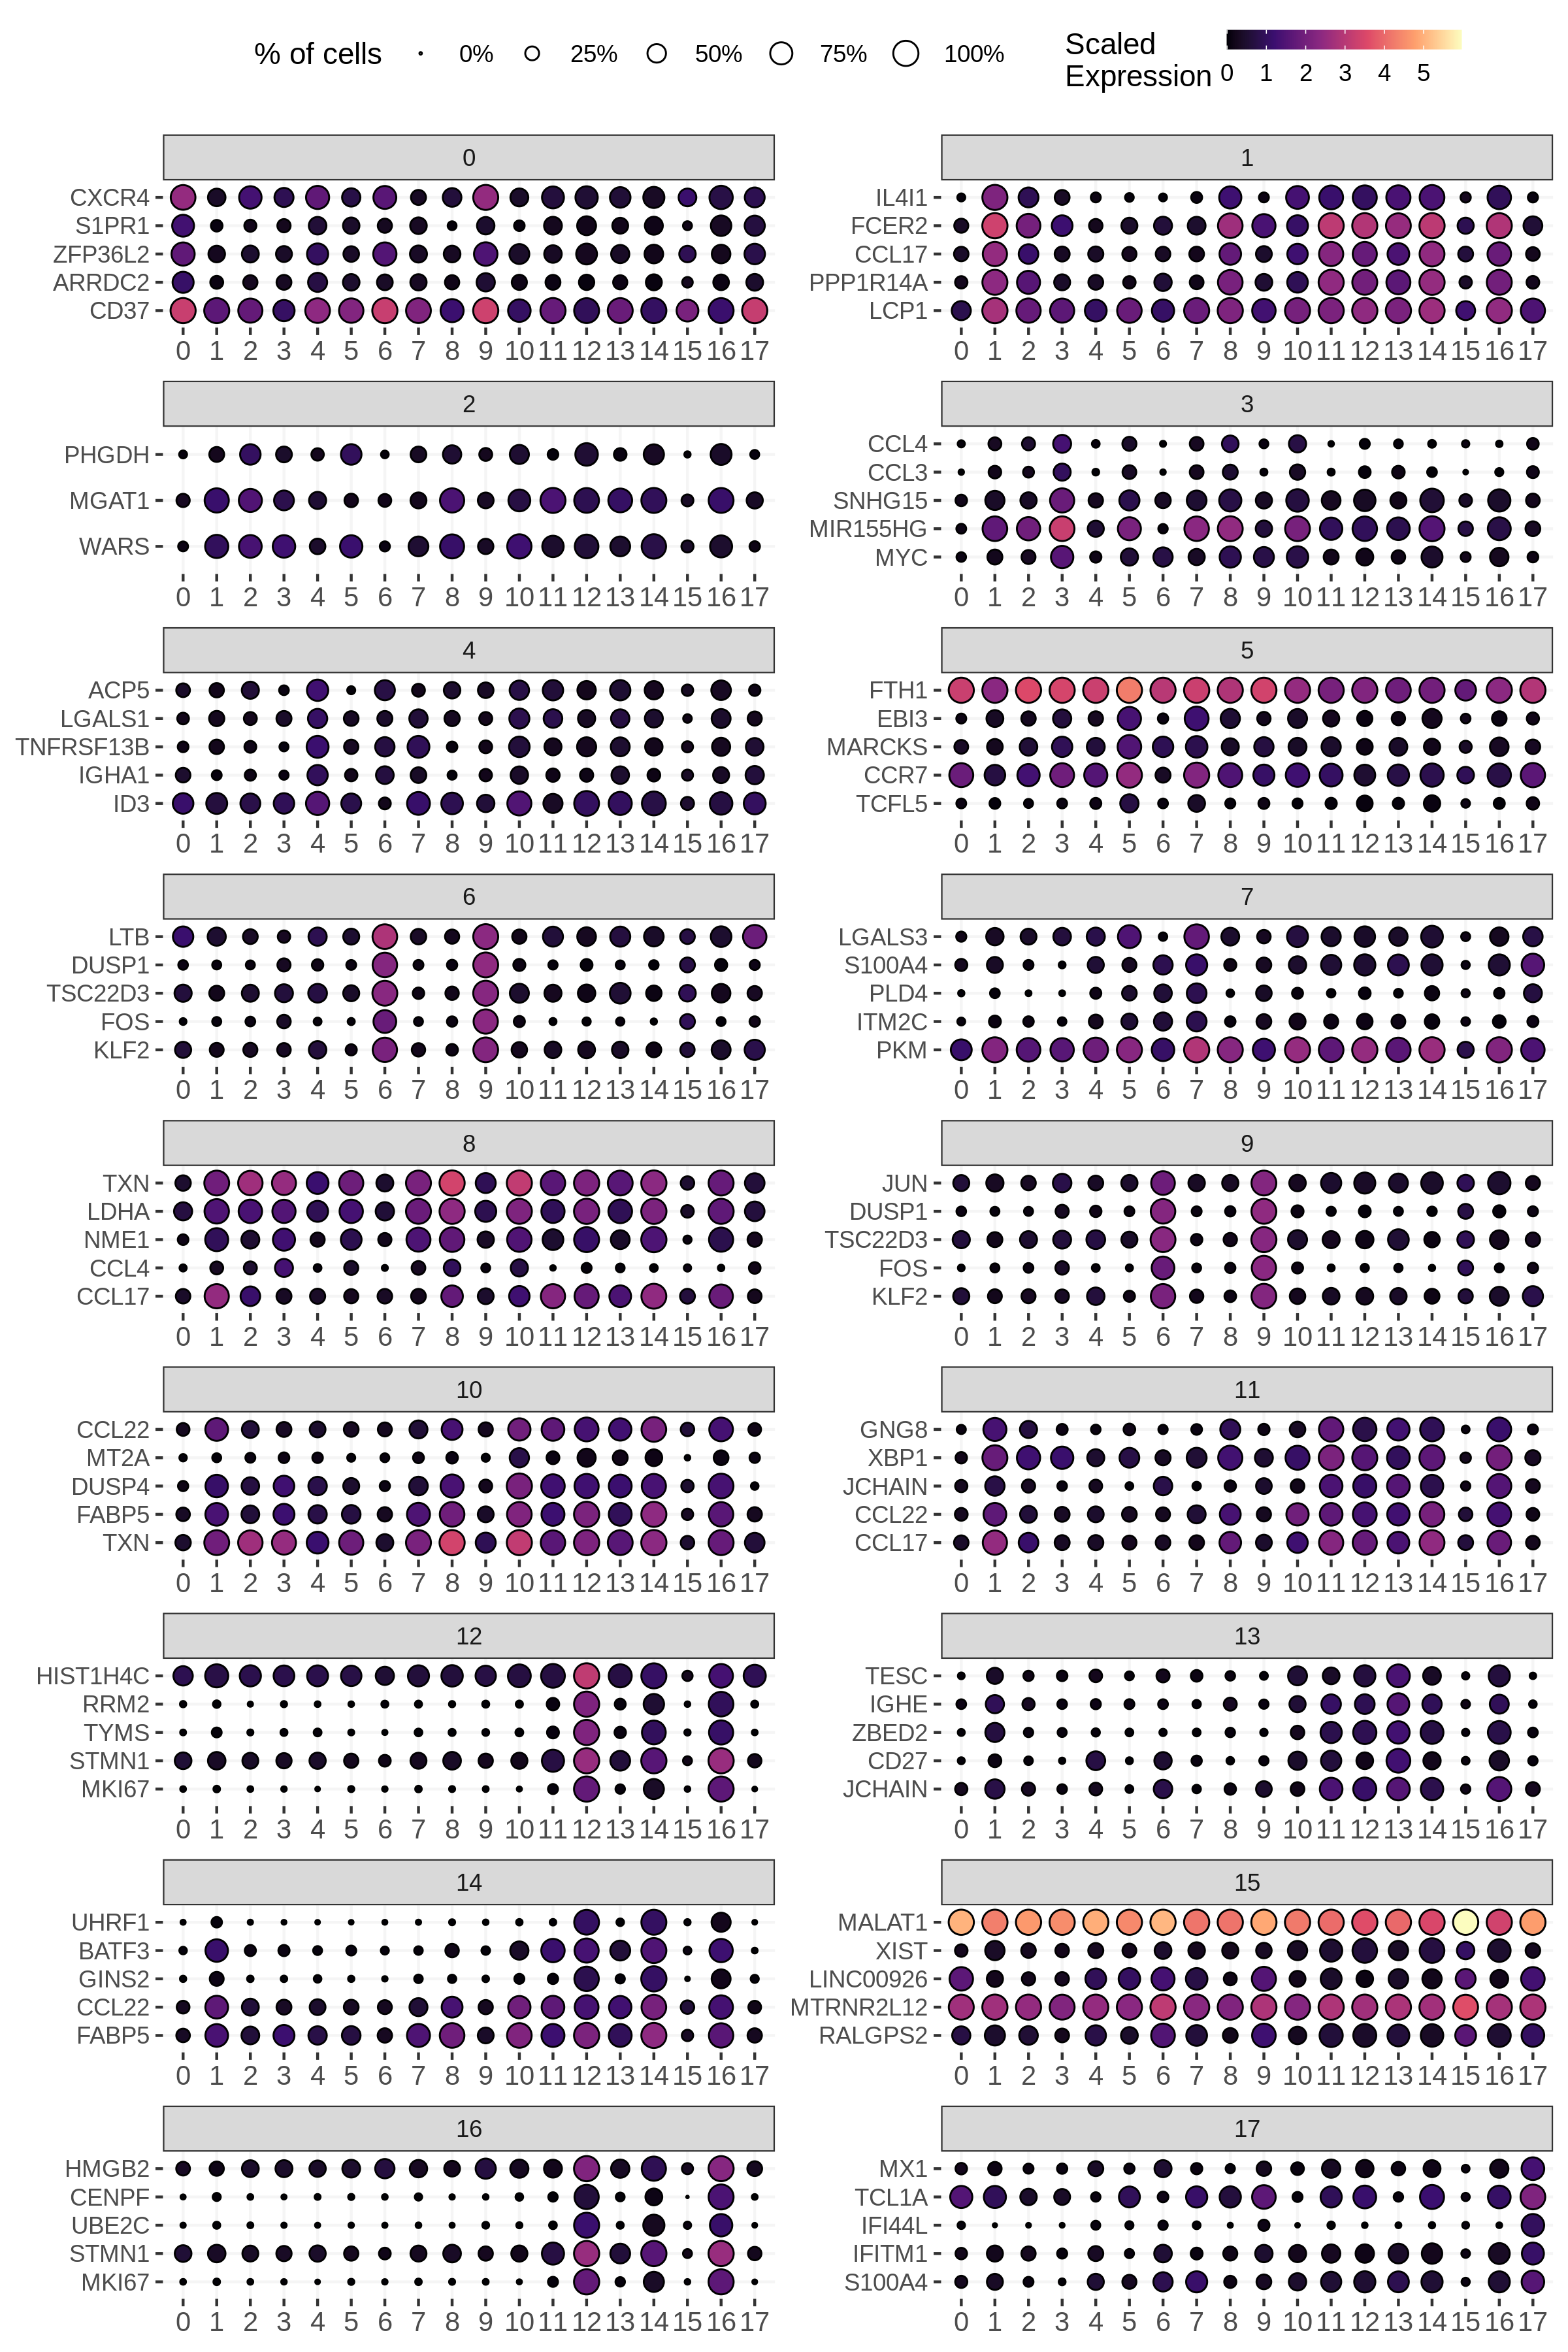 % of cells 0% 25% 50% 75% 100%
Scaled
Expression 0 1 2 3 4 5
0
CXCR4
S1PR1
ZFP36L2
ARRDC2
CD37
0 1 2 3 4 5 6 7 8 9 10 11 12 13 14 15 16 17
1
IL4I1
FCER2
CCL17
PPP1R14A
LCP1
0 1 2 3 4 5 6 7 8 9 10 11 12 13 14 15 16 17
2
PHGDH
MGAT1
WARS
0 1 2 3 4 5 6 7 8 9 10 11 12 13 14 15 16 17
3
CCL4
CCL3
SNHG15
MIR155HG
MYC
0 1 2 3 4 5 6 7 8 9 10 11 12 13 14 15 16 17
4
ACP5
LGALS1
TNFRSF13B
IGHA1
ID3
0 1 2 3 4 5 6 7 8 9 10 11 12 13 14 15 16 17
5
FTH1
EBI3
MARCKS
CCR7
TCFL5
0 1 2 3 4 5 6 7 8 9 10 11 12 13 14 15 16 17
6
LTB
DUSP1
TSC22D3
FOS
KLF2
0 1 2 3 4 5 6 7 8 9 10 11 12 13 14 15 16 17
7
LGALS3
S100A4
PLD4
ITM2C
PKM
0 1 2 3 4 5 6 7 8 9 10 11 12 13 14 15 16 17
8
TXN
LDHA
NME1
CCL4
CCL17
0 1 2 3 4 5 6 7 8 9 10 11 12 13 14 15 16 17
9
JUN
DUSP1
TSC22D3
FOS
KLF2
0 1 2 3 4 5 6 7 8 9 10 11 12 13 14 15 16 17
10
CCL22
MT2A
DUSP4
FABP5
TXN
0 1 2 3 4 5 6 7 8 9 10 11 12 13 14 15 16 17
11
GNG8
XBP1
JCHAIN
CCL22
CCL17
0 1 2 3 4 5 6 7 8 9 10 11 12 13 14 15 16 17
12
HIST1H4C
RRM2
TYMS
STMN1
MKI67
0 1 2 3 4 5 6 7 8 9 10 11 12 13 14 15 16 17
13
TESC
IGHE
ZBED2
CD27
JCHAIN
0 1 2 3 4 5 6 7 8 9 10 11 12 13 14 15 16 17
14
UHRF1
BATF3
GINS2
CCL22
FABP5
0 1 2 3 4 5 6 7 8 9 10 11 12 13 14 15 16 17
15
MALAT1
XIST
LINC00926
MTRNR2L12
RALGPS2
0 1 2 3 4 5 6 7 8 9 10 11 12 13 14 15 16 17
16
HMGB2
CENPF
UBE2C
STMN1
MKI67
0 1 2 3 4 5 6 7 8 9 10 11 12 13 14 15 16 17
17
MX1
TCL1A
IFI44L
IFITM1
S100A4
0 1 2 3 4 5 6 7 8 9 10 11 12 13 14 15 16 17